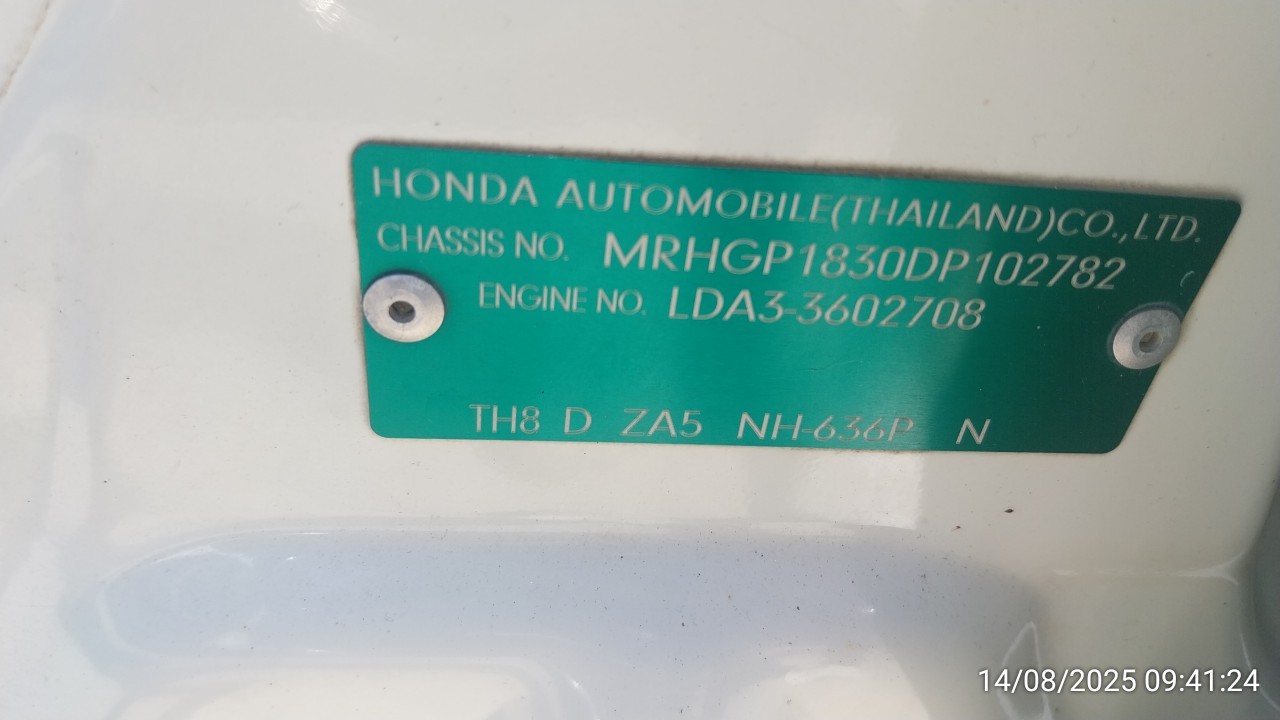 HONDA AUTOMOBILE(THAILAND)CO.,LTD.
CHASSIS NO. MRHGP1830DP102782
ENGINE NO. LDA3-3602708
TH8 D ZA5 NH-636P N
14/08/2025 09:41:24